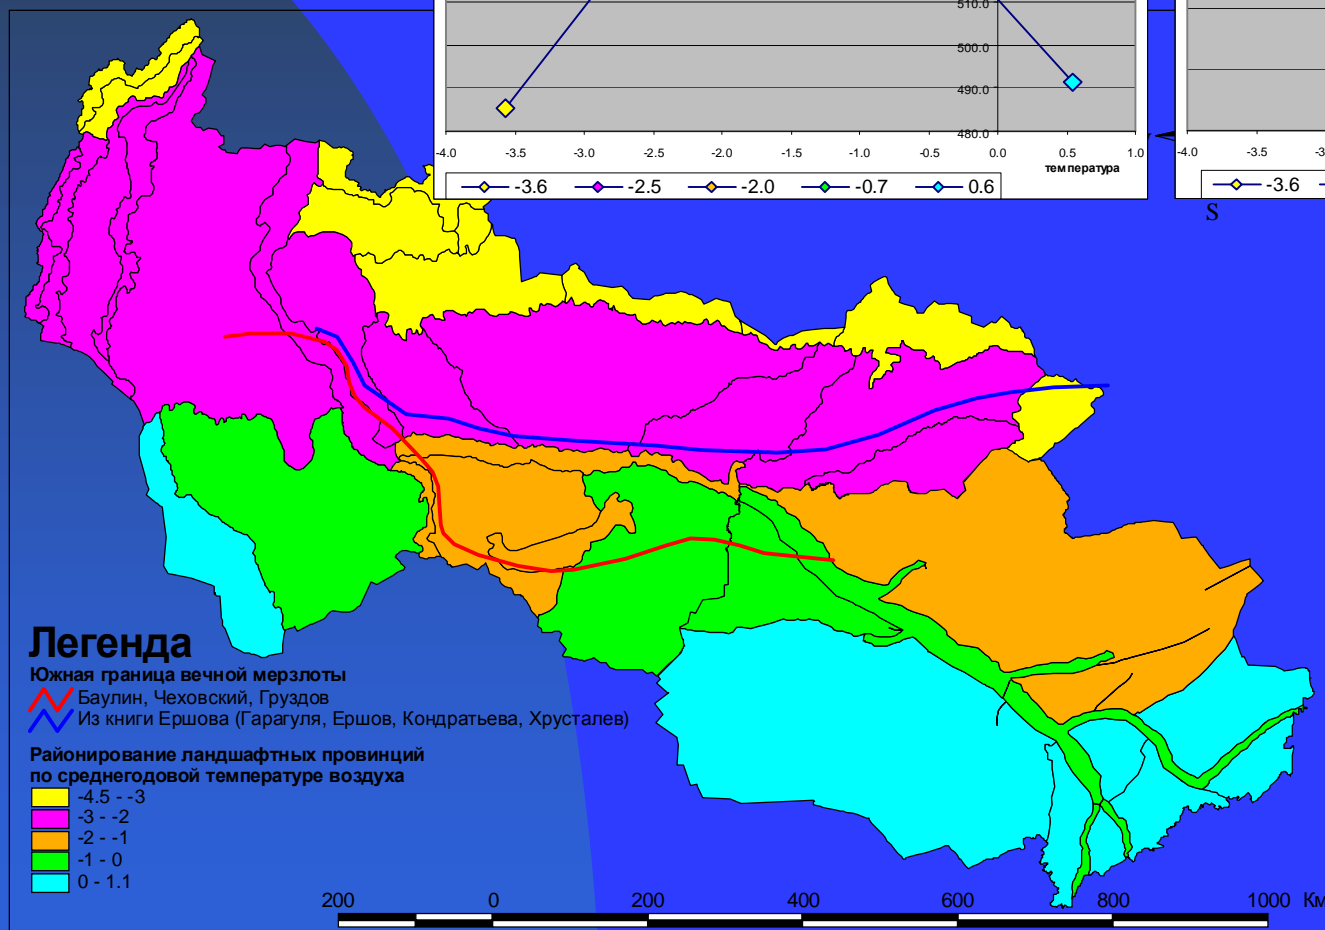 510.0
500.0
490.0
480.0
-4.0 -3.5 -3.0 -2.5 -2.0 -1.5 -1.0 -0.5 0.0 0.5 1.0
температура
-3.6 -2.5 -2.0 -0.7 0.6
-4.0 -3.5
-3.6
S
Легенда
Южная граница вечной мерзлоты
Баулин, Чеховский, Груздов
Из книги Ершова (Гарагуля, Ершов, Кондратьева, Хрусталев)
Районирование ландшафтных провинций
по среднегодовой температуре воздуха
-4.5 - -3
-3 - -2
-2 - -1
-1 - 0
0 - 1.1
200 0 200 400 600 800 1000 Км